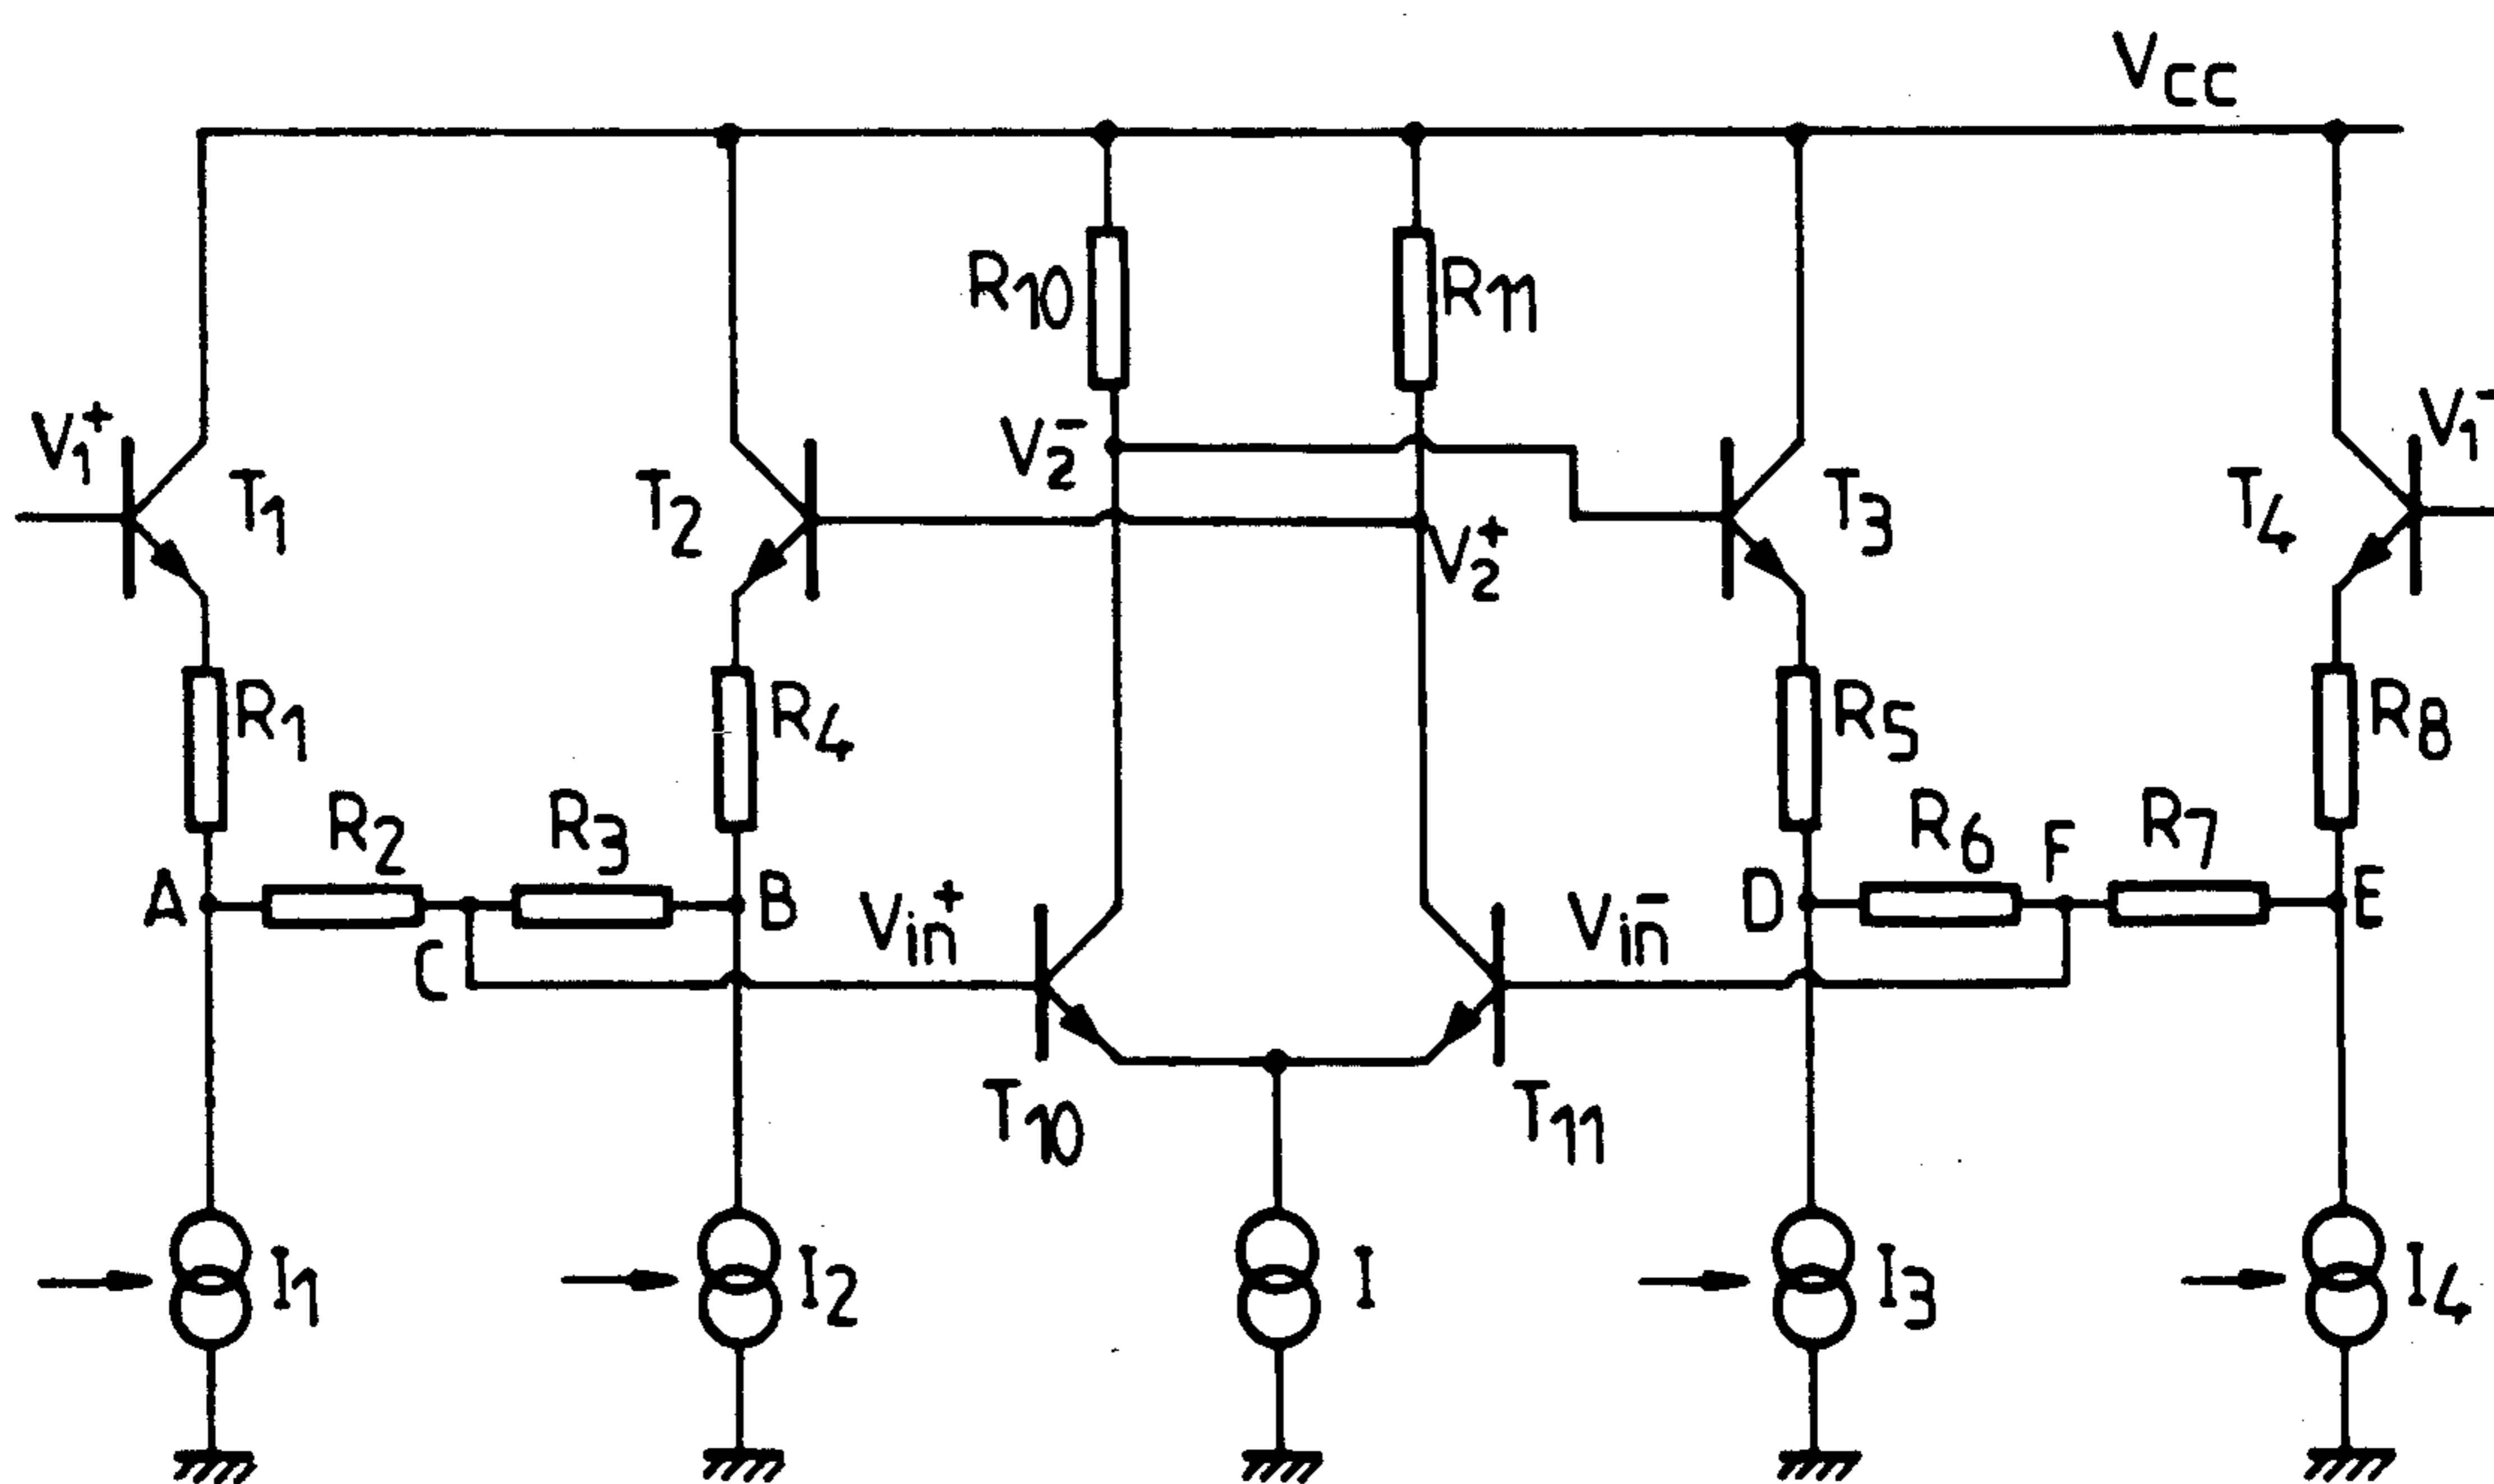 VCC
R10
R11
V1+
T1
T2
V2-
V2+
T3
T4
V1-
R1
R4
R5
R8
A
R2
R3
B
C
Vin+
Vin-
D
R6
F
R7
E
T10
T11
I1
I2
I
I3
I4